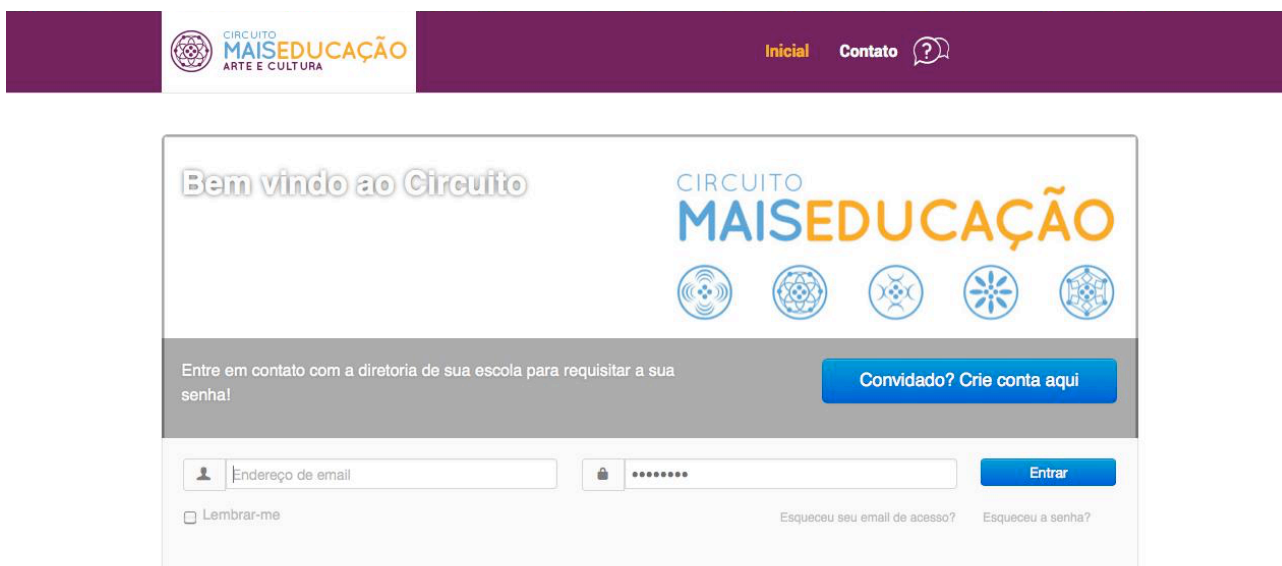 CIRCUITO
MAISEDUCAÇÃO
ARTE E CULTURA
Inicial Contato ?
Bem vindo ao Circuito
CIRCUITO
MAISEDUCAÇÃO
Entre em contato com a diretoria de sua escola para requisitar a sua
senha!
Convidado? Crie conta aqui
Endereço de email
••••••••
Entrar
Lembrar-me
Esqueceu seu email de acesso? Esqueceu a senha?